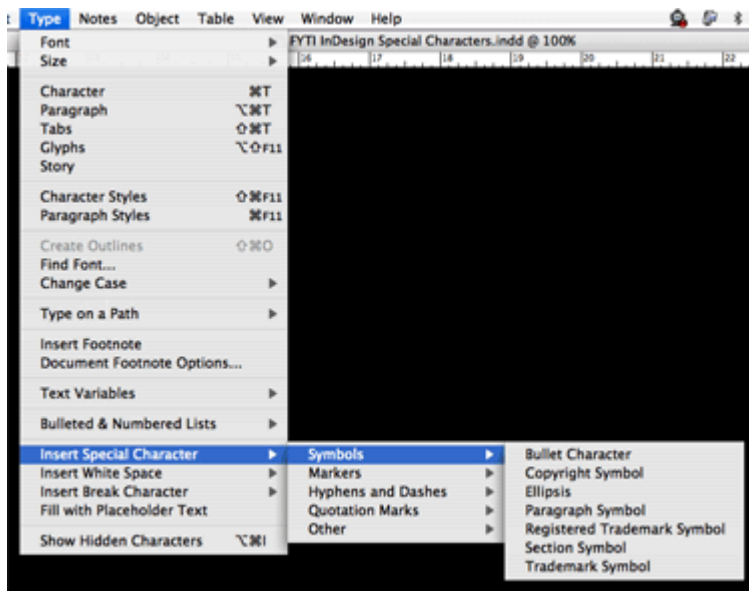 Type Notes Object Table View Window Help
FYTI InDesign Special Characters.indd @ 100%
16 17 18 19 20 21 22
Font
Size
Character ⌘T
Paragraph ⌥⌘T
Tabs ⇧⌘T
Glyphs ⌥⇧F11
Story
Character Styles ⇧⌘F11
Paragraph Styles ⌘F11
Create Outlines ⇧⌘O
Find Font...
Change Case
Type on a Path
Insert Footnote
Document Footnote Options...
Text Variables
Bulleted & Numbered Lists
Insert Special Character
Insert White Space
Insert Break Character
Fill with Placeholder Text
Show Hidden Characters ⌥⌘I
Symbols
Markers
Hyphens and Dashes
Quotation Marks
Other
Bullet Character
Copyright Symbol
Ellipsis
Paragraph Symbol
Registered Trademark Symbol
Section Symbol
Trademark Symbol